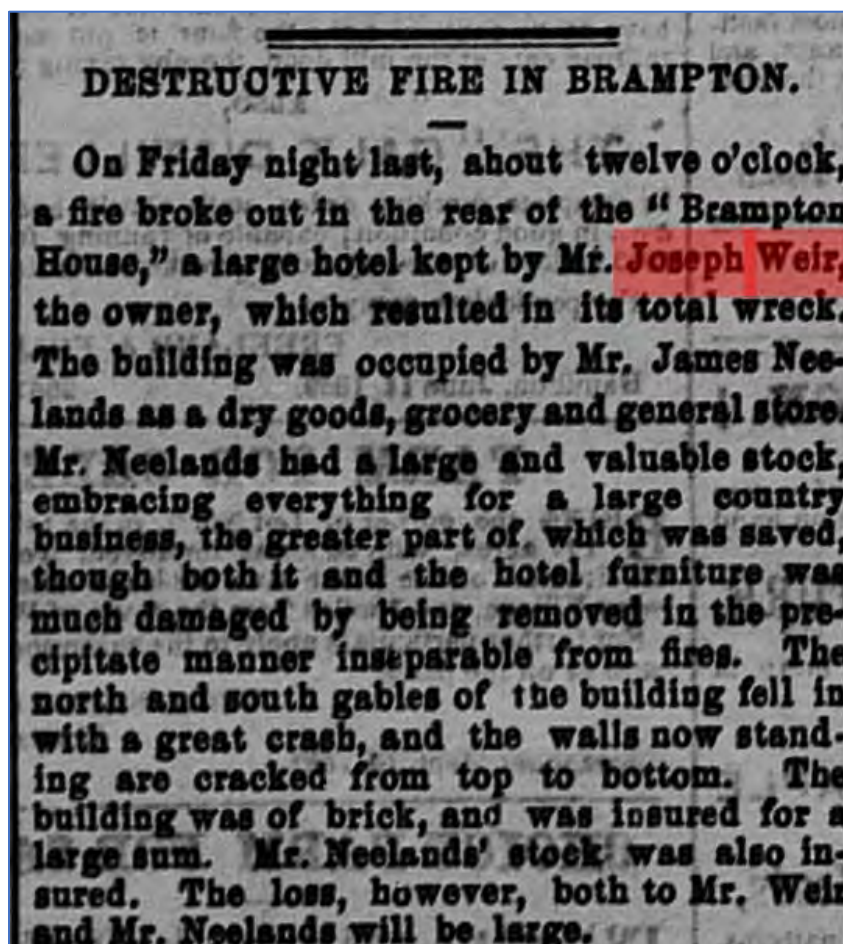 DESTRUCTIVE FIRE IN BRAMPTON.
On Friday night last, about twelve o'clock,
a fire broke out in the rear of the "Brampton
House," a large hotel kept by Mr. Joseph Weir,
the owner, which resulted in its total wreck.
The building was occupied by Mr. James Nee-
lands as a dry goods, grocery and general store.
Mr. Neelands had a large and valuable stock,
embracing everything for a large country
business, the greater part of which was saved,
though both it and the hotel furniture was
much damaged by being removed in the pre-
cipitate manner inseparable from fires. The
north and south gables of the building fell in
with a great crash, and the walls now stand-
ing are cracked from top to bottom. The
building was of brick, and was insured for a
large sum. Mr. Neelands' stock was also in-
sured. The loss, however, both to Mr. Weir
and Mr. Neelands will be large.